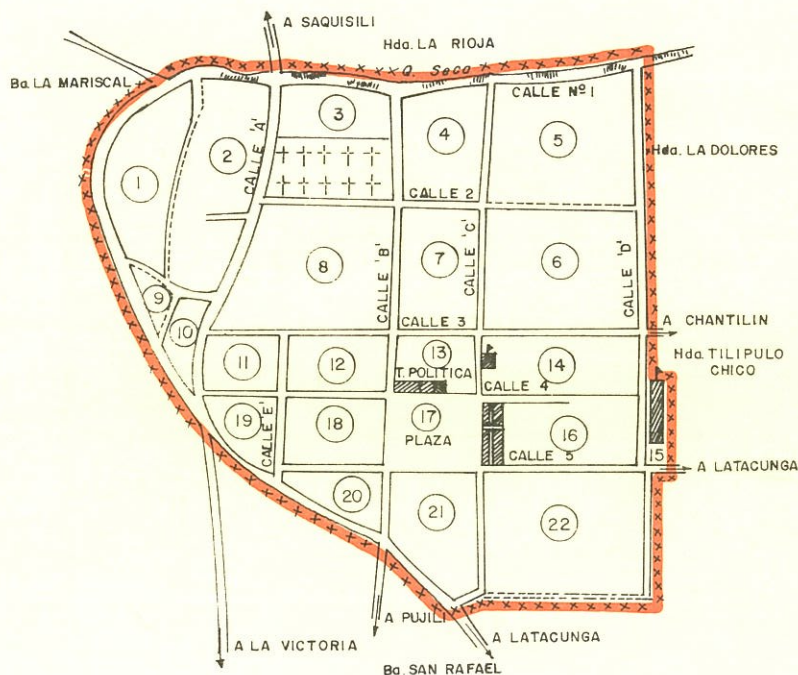 A SAQUISILI
Hda. LA RIOJA
Q. Seco
Ba. LA MARISCAL
CALLE Nº 1
3
4
5
2
CALLE 'A'
Hda. LA DOLORES
1
CALLE 2
8
CALLE 'B'
7
CALLE 'C'
6
CALLE 'D'
9
10
CALLE 3
A CHANTILIN
11
12
13
14
Hda. TILIPULO
CHICO
T. POLITICA
CALLE 4
19
CALLE 'E'
18
17
PLAZA
16
CALLE 5
15
A LATACUNGA
20
21
22
A PUJILI
A LA VICTORIA
A LATACUNGA
Ba. SAN RAFAEL